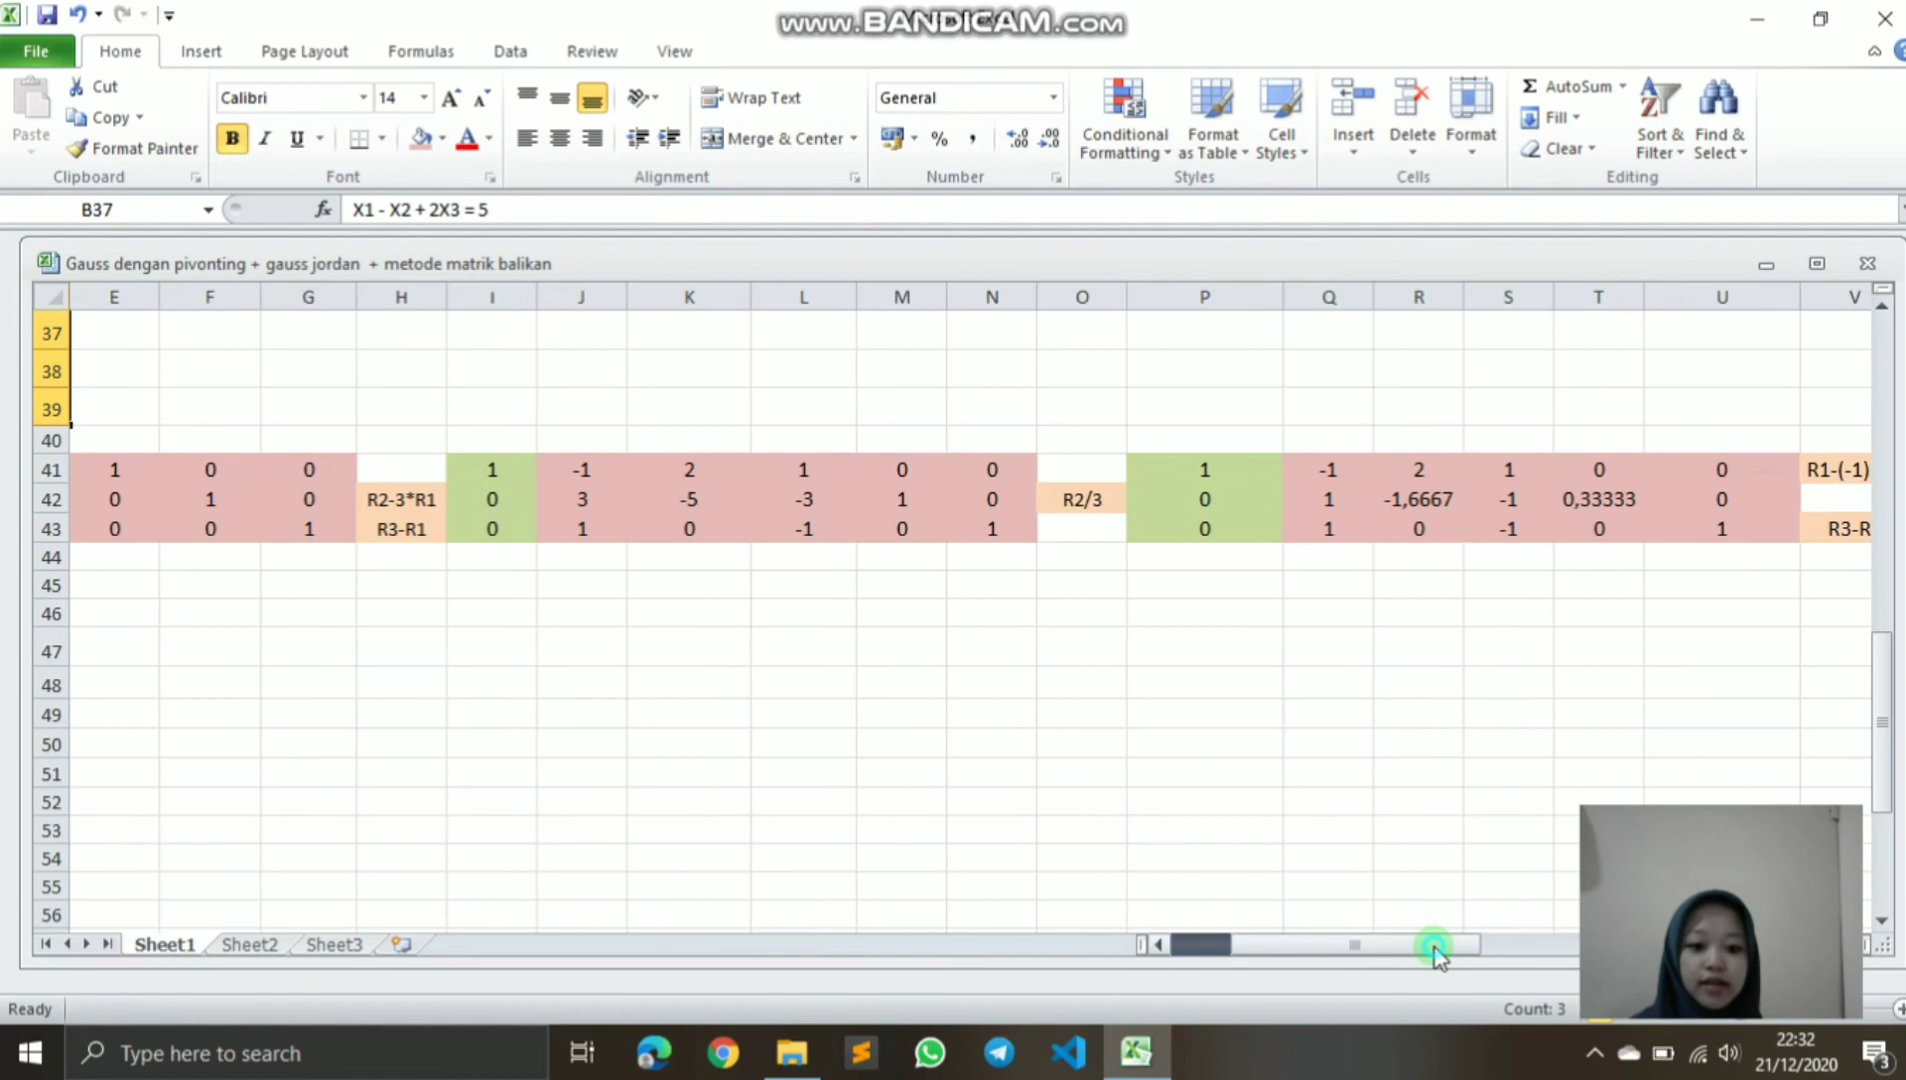 www.BANDICAM.com
File Home Insert Page Layout Formulas Data Review View
Paste Cut Copy Format Painter Clipboard
Calibri 14 B I U Font
Wrap Text Merge & Center Alignment
General % , Number
Conditional Formatting Format as Table Cell Styles Styles
Insert Delete Format Cells
Σ AutoSum Fill Clear Sort & Filter Find & Select Editing
B37 fx X1 - X2 + 2X3 = 5
Gauss dengan pivonting + gauss jordan + metode matrik balikan
E F G H I J K L M N O P Q R S T U V
37
38
39
40
41 1 0 0 1 -1 2 1 0 0 1 -1 2 1 0 0 R1-(-1)
42 0 1 0 R2-3*R1 0 3 -5 -3 1 0 R2/3 0 1 -1,6667 -1 0,33333 0
43 0 0 1 R3-R1 0 1 0 -1 0 1 0 1 0 -1 0 1 R3-R
44
45
46
47
48
49
50
51
52
53
54
55
56
Sheet1 Sheet2 Sheet3
Ready Count: 3
Type here to search
22:32
21/12/2020
3